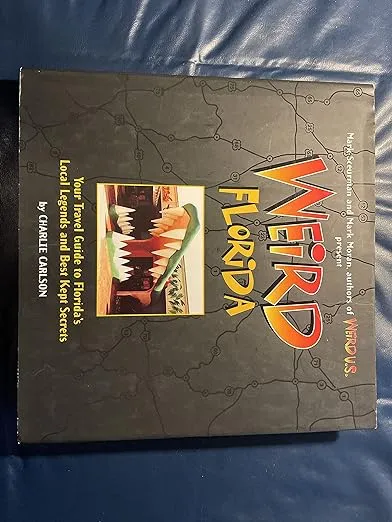 Mark Sceurman and Mark Moran, authors of WEIRD U.S.
present
WEIRD
FLORIDA
Your Travel Guide to Florida's
Local Legends and Best Kept Secrets
by CHARLIE CARLSON